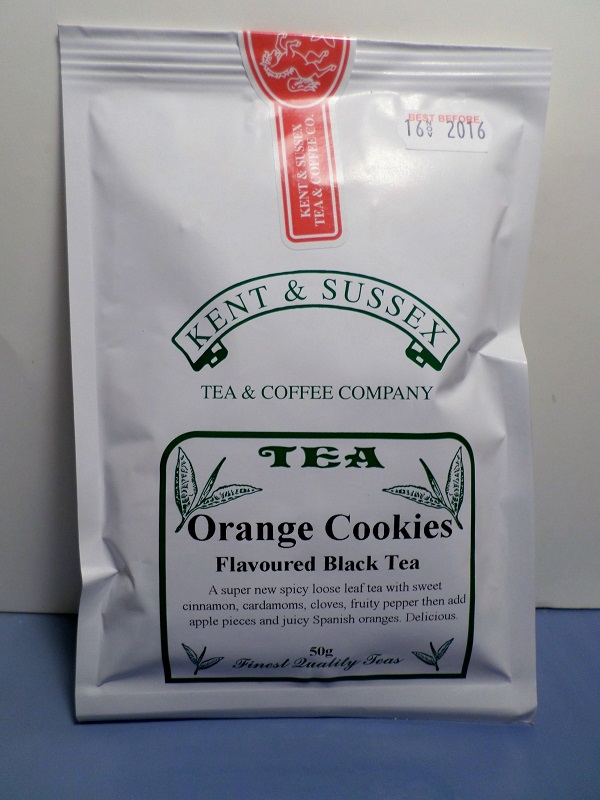 KENT & SUSSEX
TEA & COFFEE CO.
BEST BEFORE
16 2016
KENT & SUSSEX
TEA & COFFEE COMPANY
TEA
Orange Cookies
Flavoured Black Tea
A super new spicy loose leaf tea with sweet
cinnamon, cardamoms, cloves, fruity pepper then add
apple pieces and juicy Spanish oranges. Delicious.
50g
Finest Quality Teas